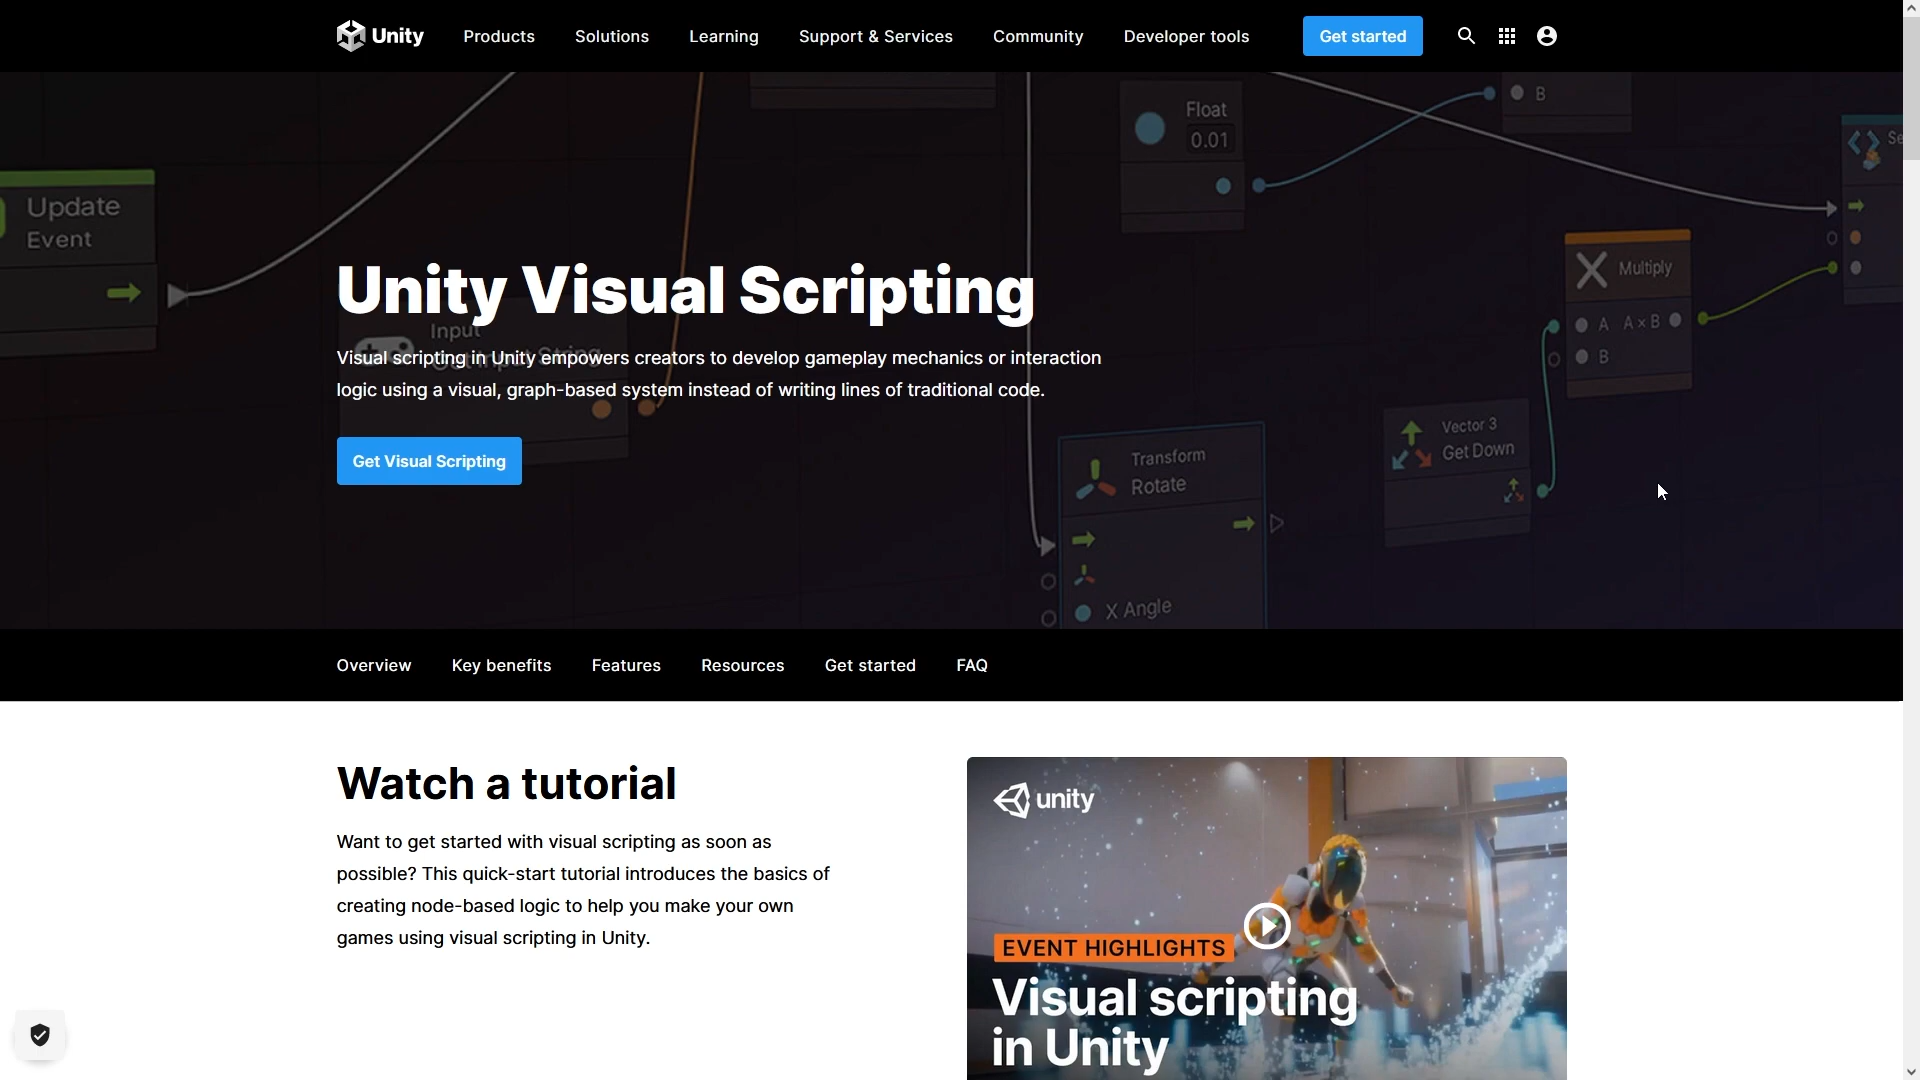 Unity Products Solutions Learning Support & Services Community Developer tools Get started
Float
0.01
B
Se
Update
Event
Multiply
A A×B
B
Unity Visual Scripting
Input
Get Input String
Visual scripting in Unity empowers creators to develop gameplay mechanics or interaction
logic using a visual, graph-based system instead of writing lines of traditional code.
Get Visual Scripting
Vector 3
Get Down
Transform
Rotate
X Angle
Overview Key benefits Features Resources Get started FAQ
Watch a tutorial
Want to get started with visual scripting as soon as
possible? This quick-start tutorial introduces the basics of
creating node-based logic to help you make your own
games using visual scripting in Unity.
unity
EVENT HIGHLIGHTS
Visual scripting
in Unity